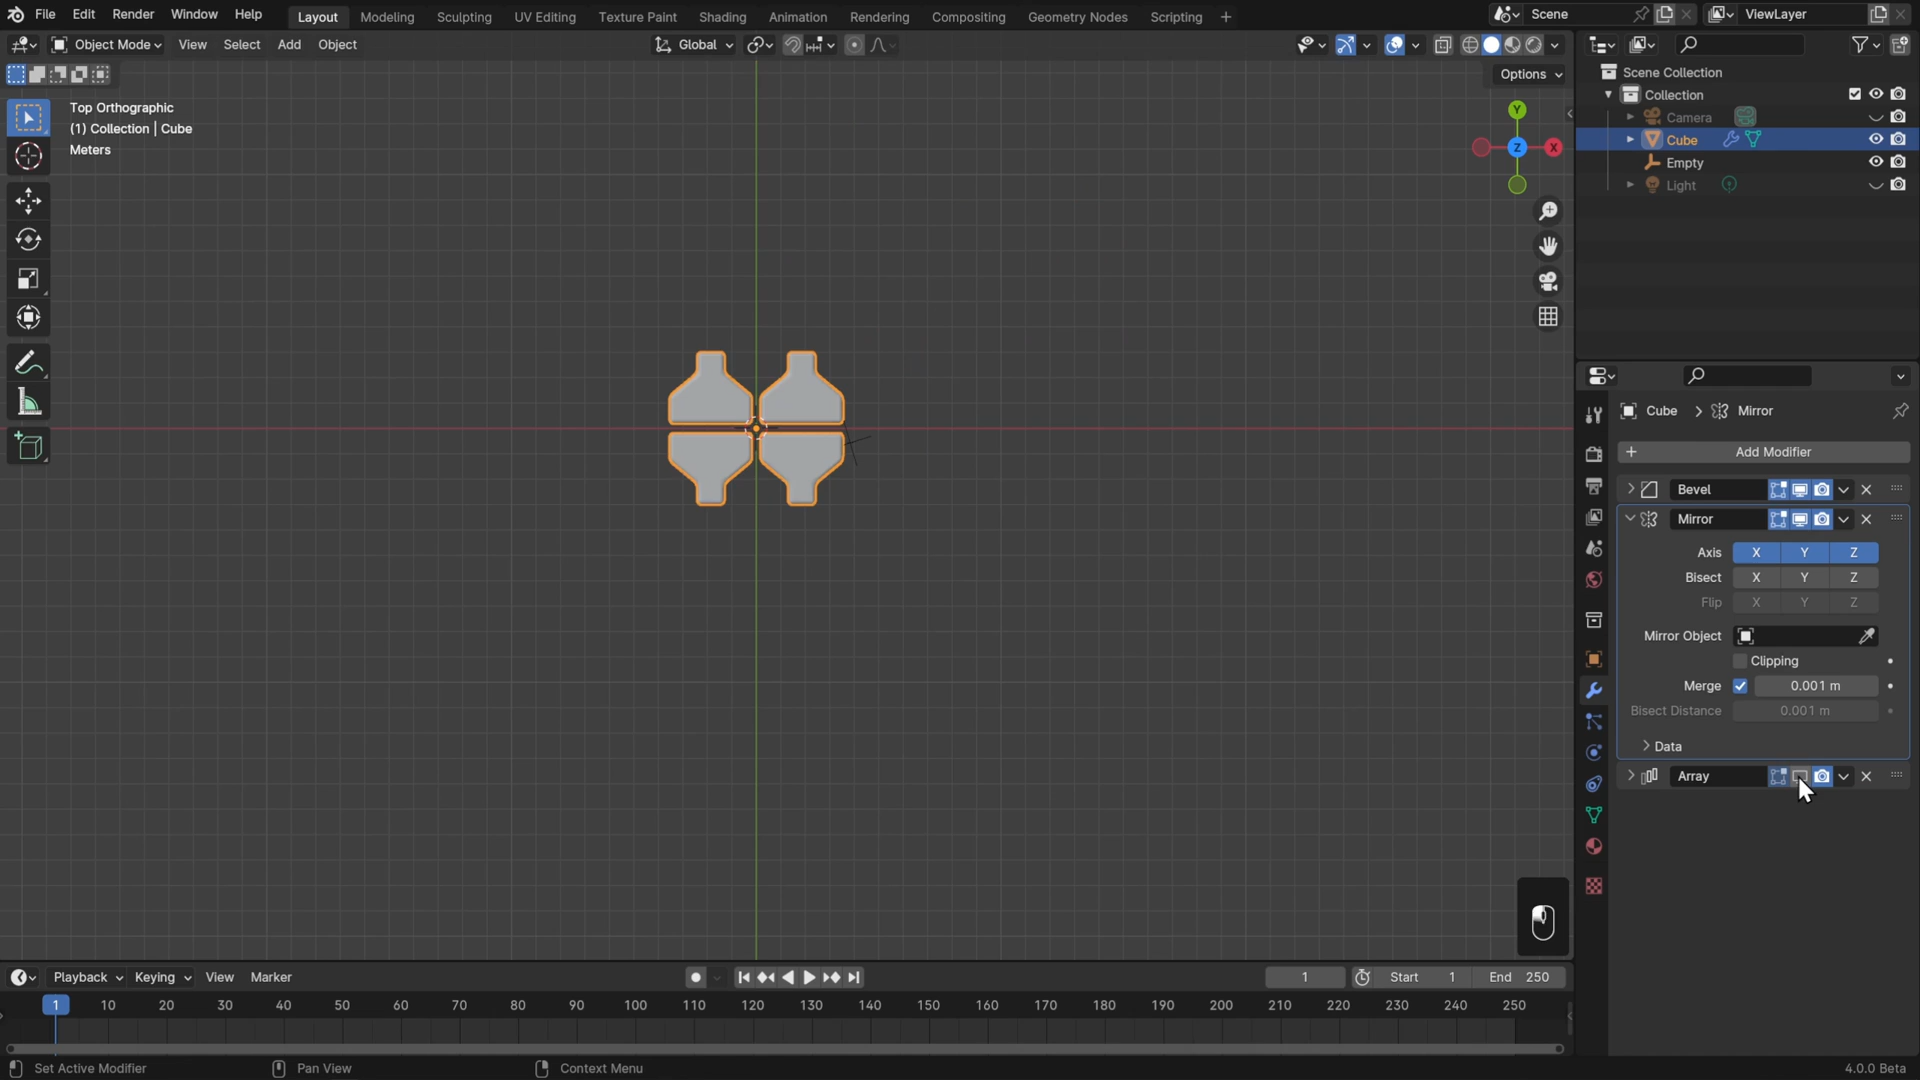 File Edit Render Window Help Layout Modeling Sculpting UV Editing Texture Paint Shading Animation Rendering Compositing Geometry Nodes Scripting + Scene ViewLayer
Object Mode View Select Add Object Global
Options
Top Orthographic
(1) Collection | Cube
Meters
Y
Z X
Scene Collection
Collection
Camera
Cube
Empty
Light
Cube > Mirror
+ Add Modifier
Bevel
Mirror
Axis X Y Z
Bisect X Y Z
Flip X Y Z
Mirror Object
Clipping
Merge 0.001 m
Bisect Distance 0.001 m
Data
Array
Playback Keying View Marker 1 Start 1 End 250
1 10 20 30 40 50 60 70 80 90 100 110 120 130 140 150 160 170 180 190 200 210 220 230 240 250
Set Active Modifier Pan View Context Menu 4.0.0 Beta